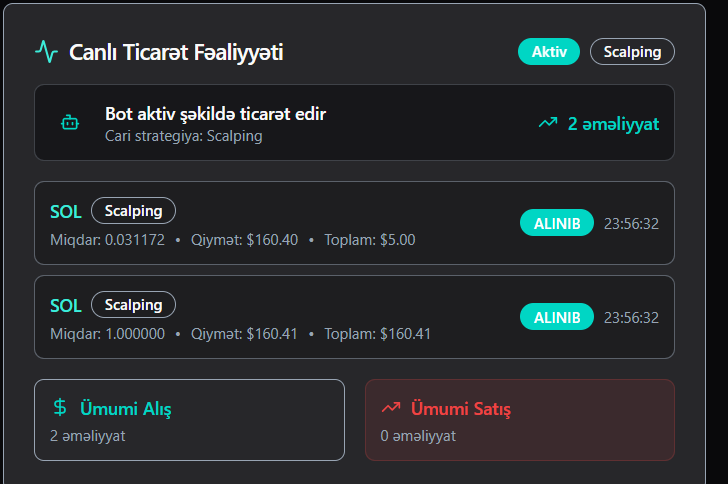 Canlı Ticarət Fəaliyyəti Aktiv Scalping
Bot aktiv şəkildə ticarət edir
Cari strategiya: Scalping
2 əməliyyat
SOL Scalping
Miqdar: 0.031172 • Qiymət: $160.40 • Toplam: $5.00
ALINIB 23:56:32
SOL Scalping
Miqdar: 1.000000 • Qiymət: $160.41 • Toplam: $160.41
ALINIB 23:56:32
Ümumi Alış
2 əməliyyat
Ümumi Satış
0 əməliyyat